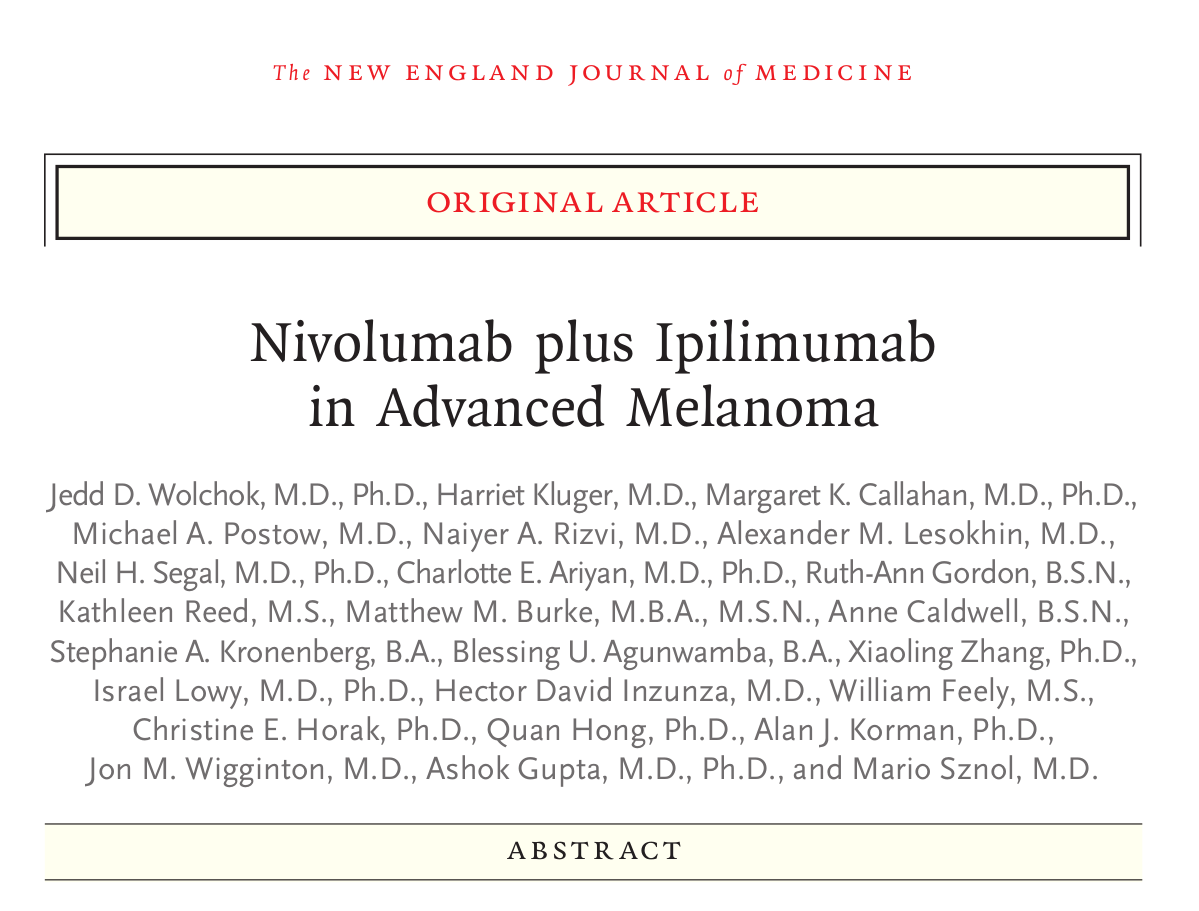 The NEW ENGLAND JOURNAL of MEDICINE
ORIGINAL ARTICLE
Nivolumab plus Ipilimumab
in Advanced Melanoma
Jedd D. Wolchok, M.D., Ph.D., Harriet Kluger, M.D., Margaret K. Callahan, M.D., Ph.D.,
Michael A. Postow, M.D., Naiyer A. Rizvi, M.D., Alexander M. Lesokhin, M.D.,
Neil H. Segal, M.D., Ph.D., Charlotte E. Ariyan, M.D., Ph.D., Ruth-Ann Gordon, B.S.N.,
Kathleen Reed, M.S., Matthew M. Burke, M.B.A., M.S.N., Anne Caldwell, B.S.N.,
Stephanie A. Kronenberg, B.A., Blessing U. Agunwamba, B.A., Xiaoling Zhang, Ph.D.,
Israel Lowy, M.D., Ph.D., Hector David Inzunza, M.D., William Feely, M.S.,
Christine E. Horak, Ph.D., Quan Hong, Ph.D., Alan J. Korman, Ph.D.,
Jon M. Wigginton, M.D., Ashok Gupta, M.D., Ph.D., and Mario Sznol, M.D.
ABSTRACT